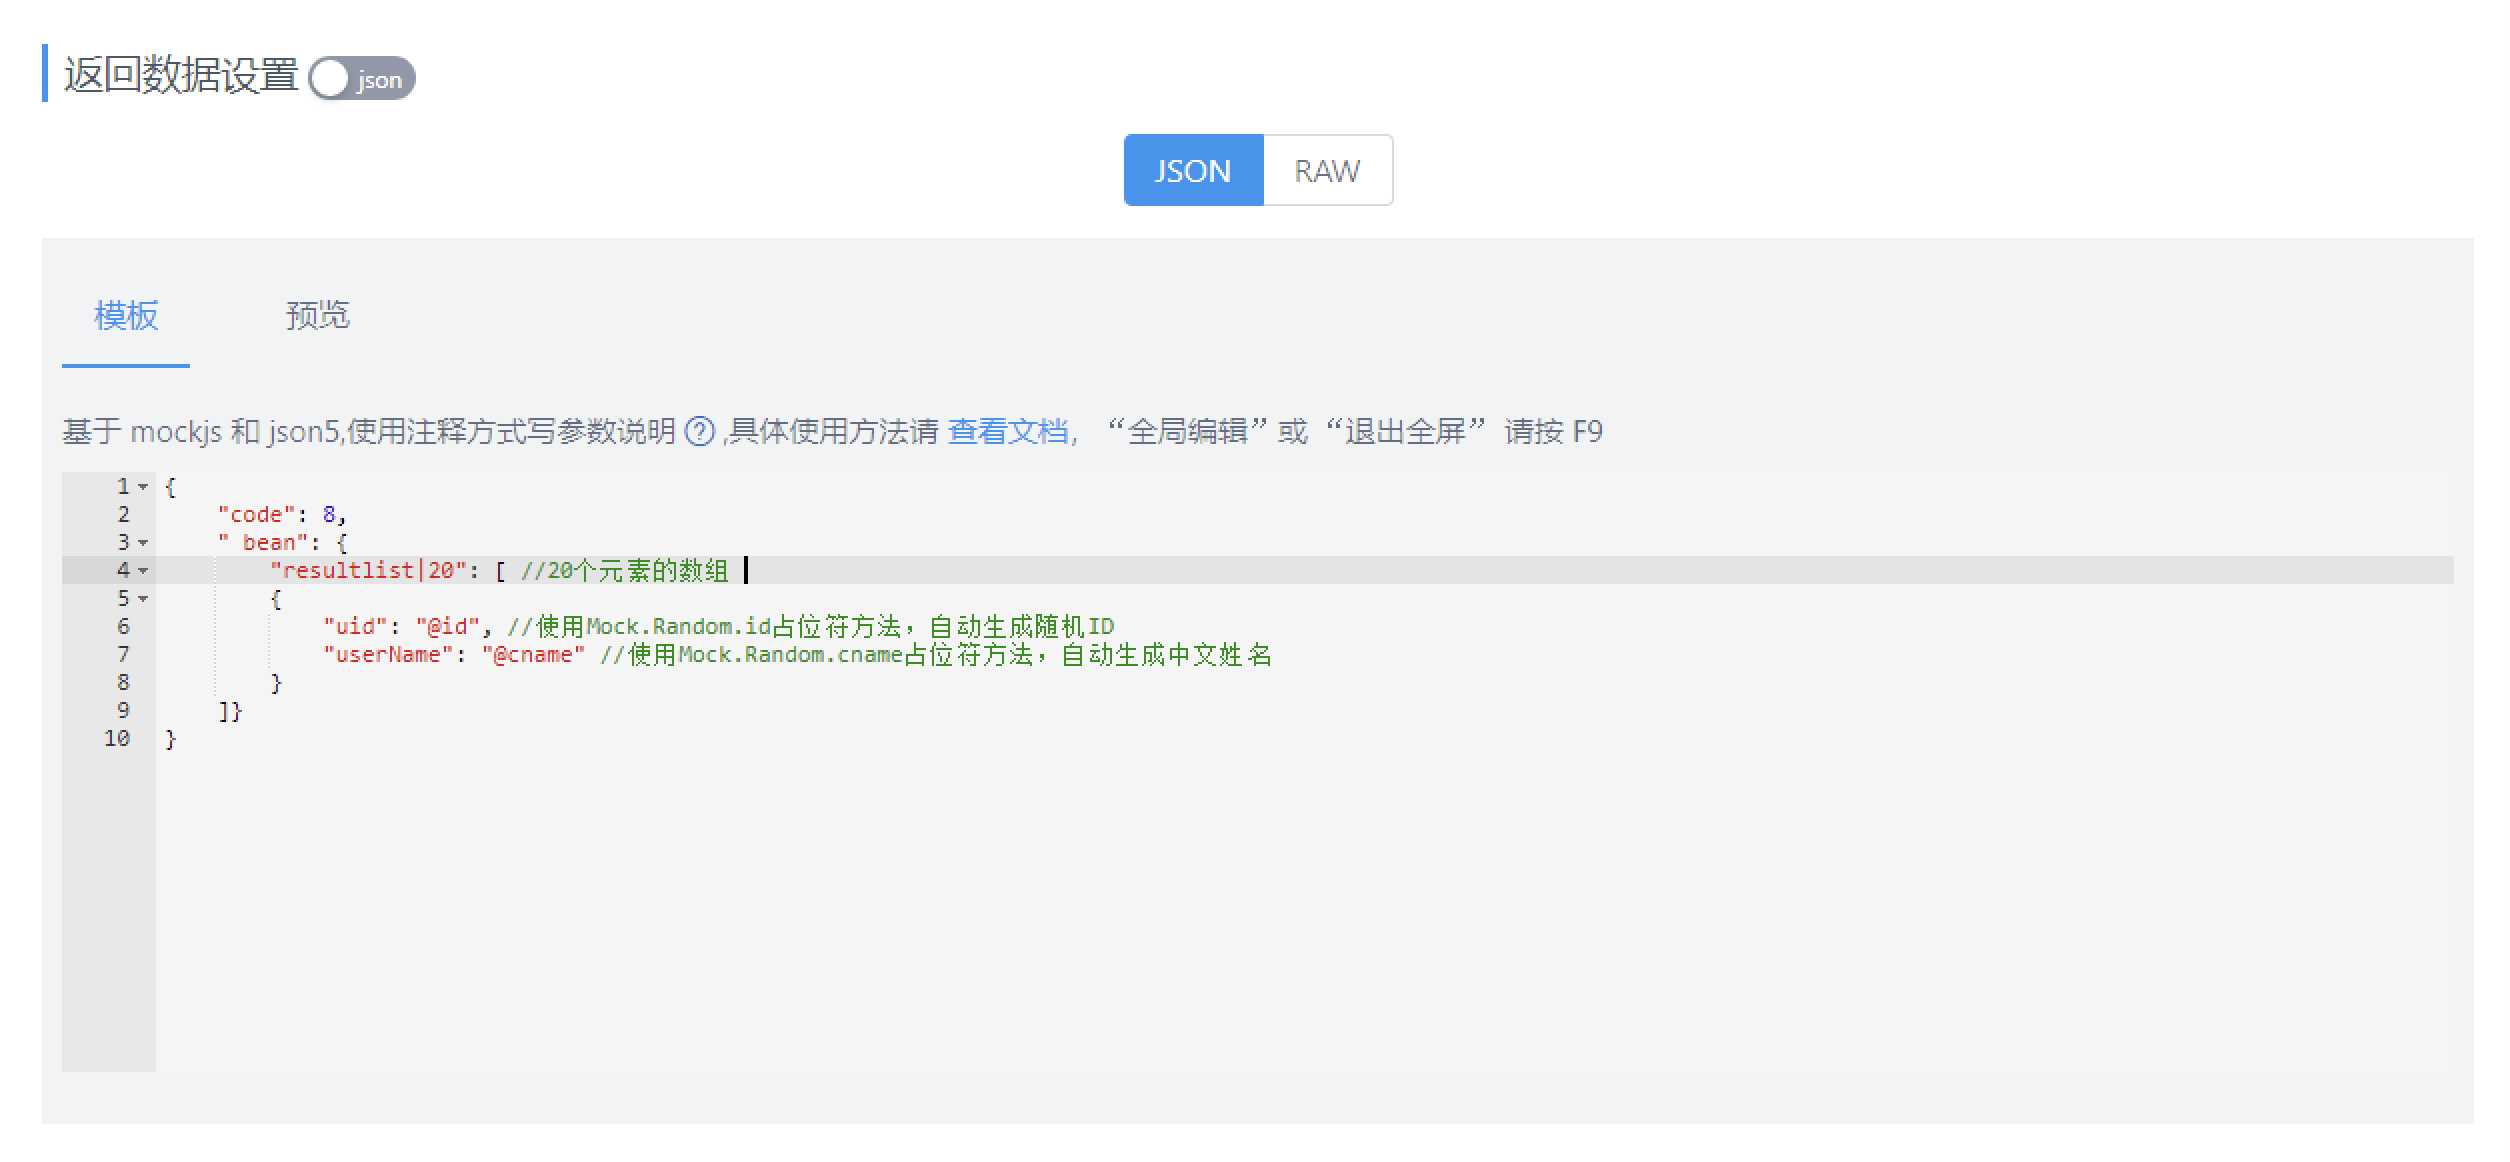 返回数据设置 json
JSON RAW
模板 预览
基于 mockjs 和 json5,使用注释方式写参数说明 ? ,具体使用方法请 查看文档, “全局编辑”或“退出全屏” 请按 F9
1 {
2     "code": 8,
3     " bean": {
4         "resultlist|20": [ //20个元素的数组
5         {
6             "uid": "@id", //使用Mock.Random.id占位符方法，自动生成随机ID
7             "userName": "@cname" //使用Mock.Random.cname占位符方法，自动生成中文姓名
8         }
9     ]}
10 }